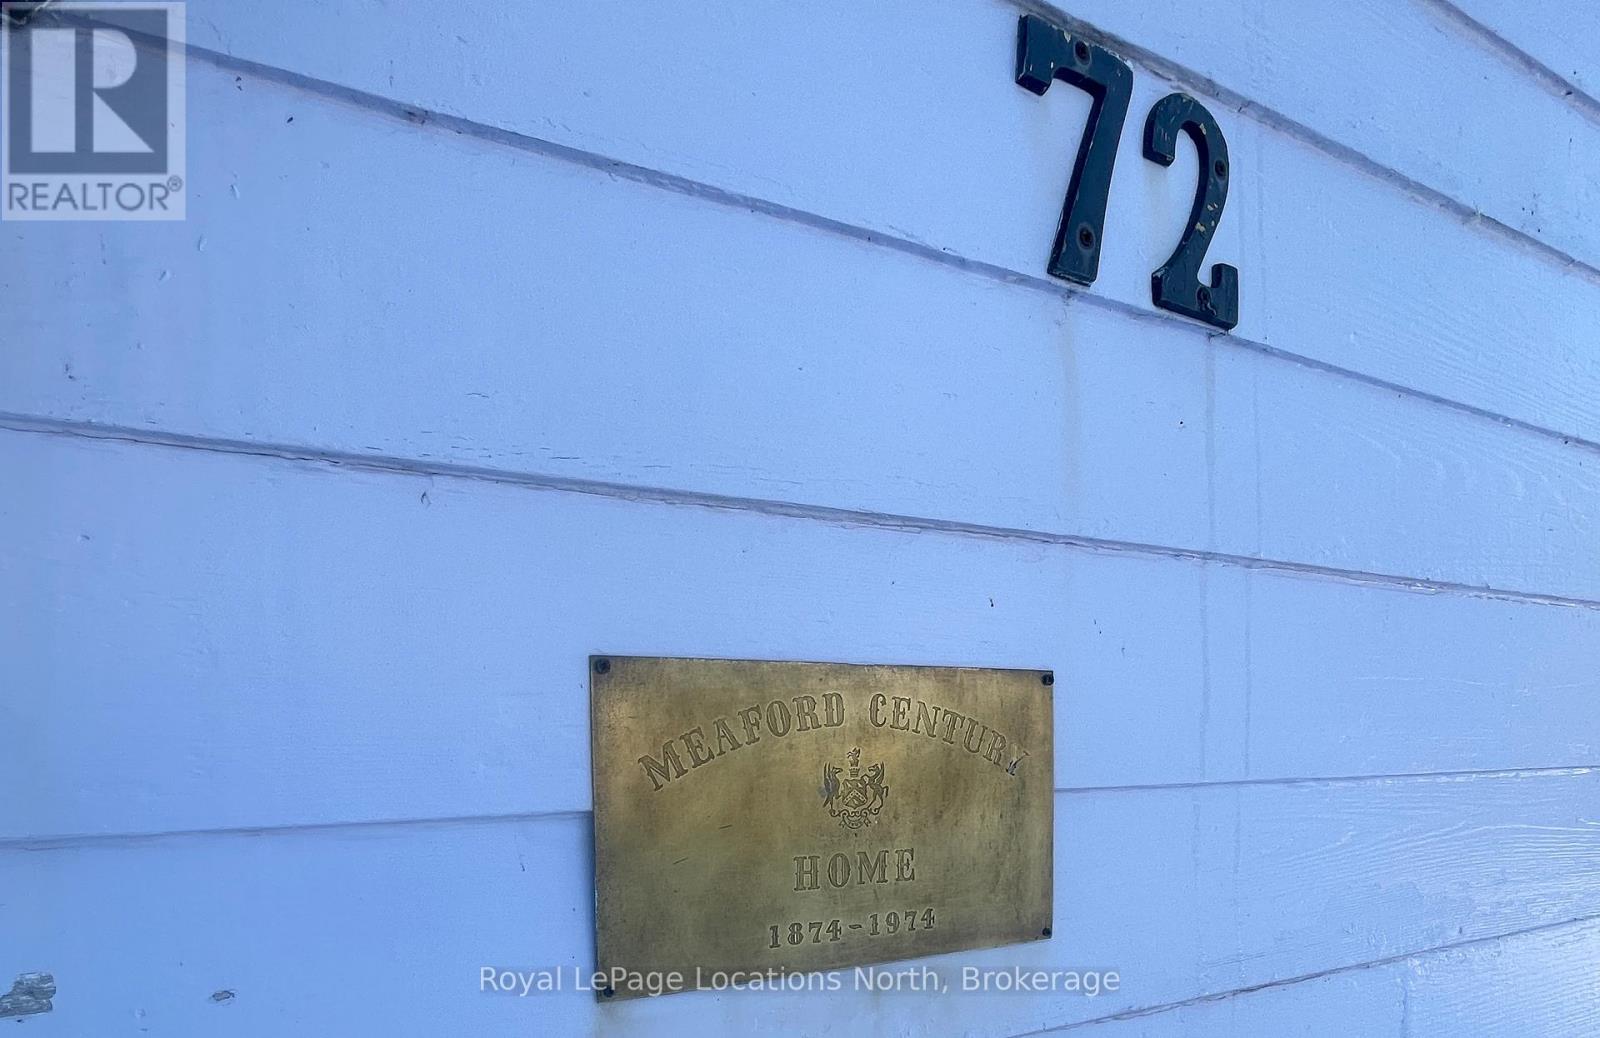 REALTOR®
72
MEAFORD CENTURY
HOME
1874-1974
Royal LePage Locations North, Brokerage